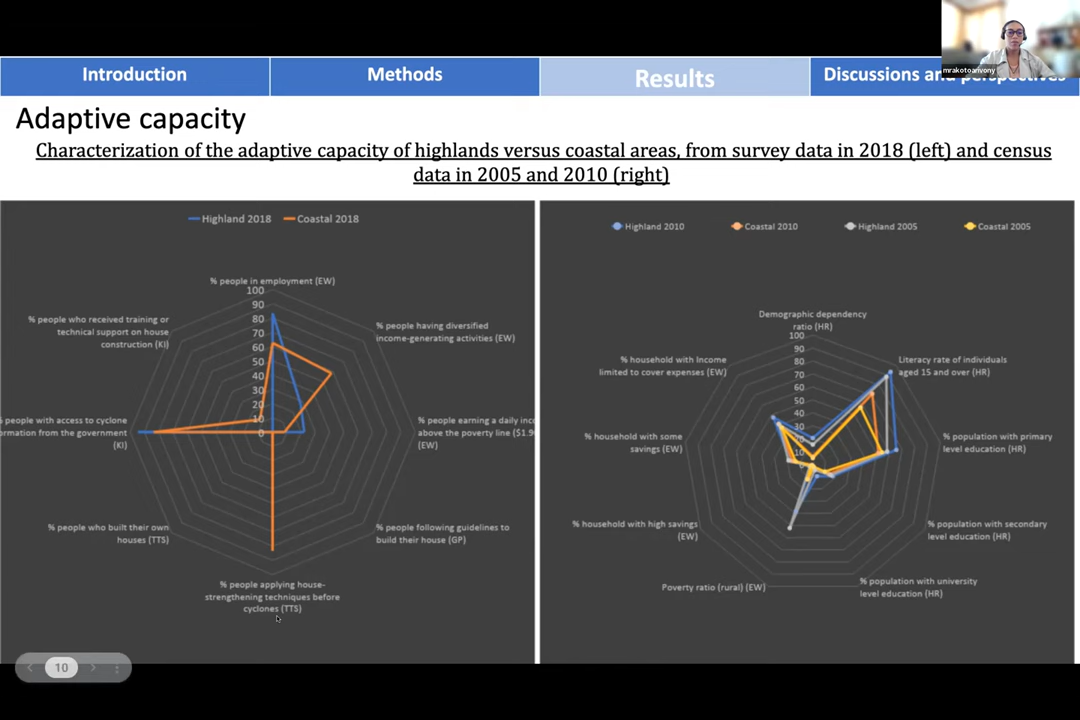 mrakotoarivony
Introduction
Methods
Results
Discussions and perspectives
Adaptive capacity
Characterization of the adaptive capacity of highlands versus coastal areas, from survey data in 2018 (left) and census
data in 2005 and 2010 (right)
Highland 2018
Coastal 2018
% people in employment (EW)
100
90
80
70
60
50
40
30
20
10
0
% people having diversified
income-generating activities (EW)
% people earning a daily inc
above the poverty line ($1.9
(EW)
% people following guidelines to
build their house (GP)
% people applying house-
strengthening techniques before
cyclones (TTS)
% people who built their own
houses (TTS)
% people with access to cyclone
ormation from the government
(KI)
% people who received training or
technical support on house
construction (KI)
Highland 2010
Coastal 2010
Highland 2005
Coastal 2005
Demographic dependency
ratio (HR)
100
90
80
70
60
50
40
30
20
10
Literacy rate of individuals
aged 15 and over (HR)
% population with primary
level education (HR)
% population with secondary
level education (HR)
% population with university
level education (HR)
Poverty ratio (rural) (EW)
% household with high savings
(EW)
% household with some
savings (EW)
% household with Income
limited to cover expenses (EW)
10